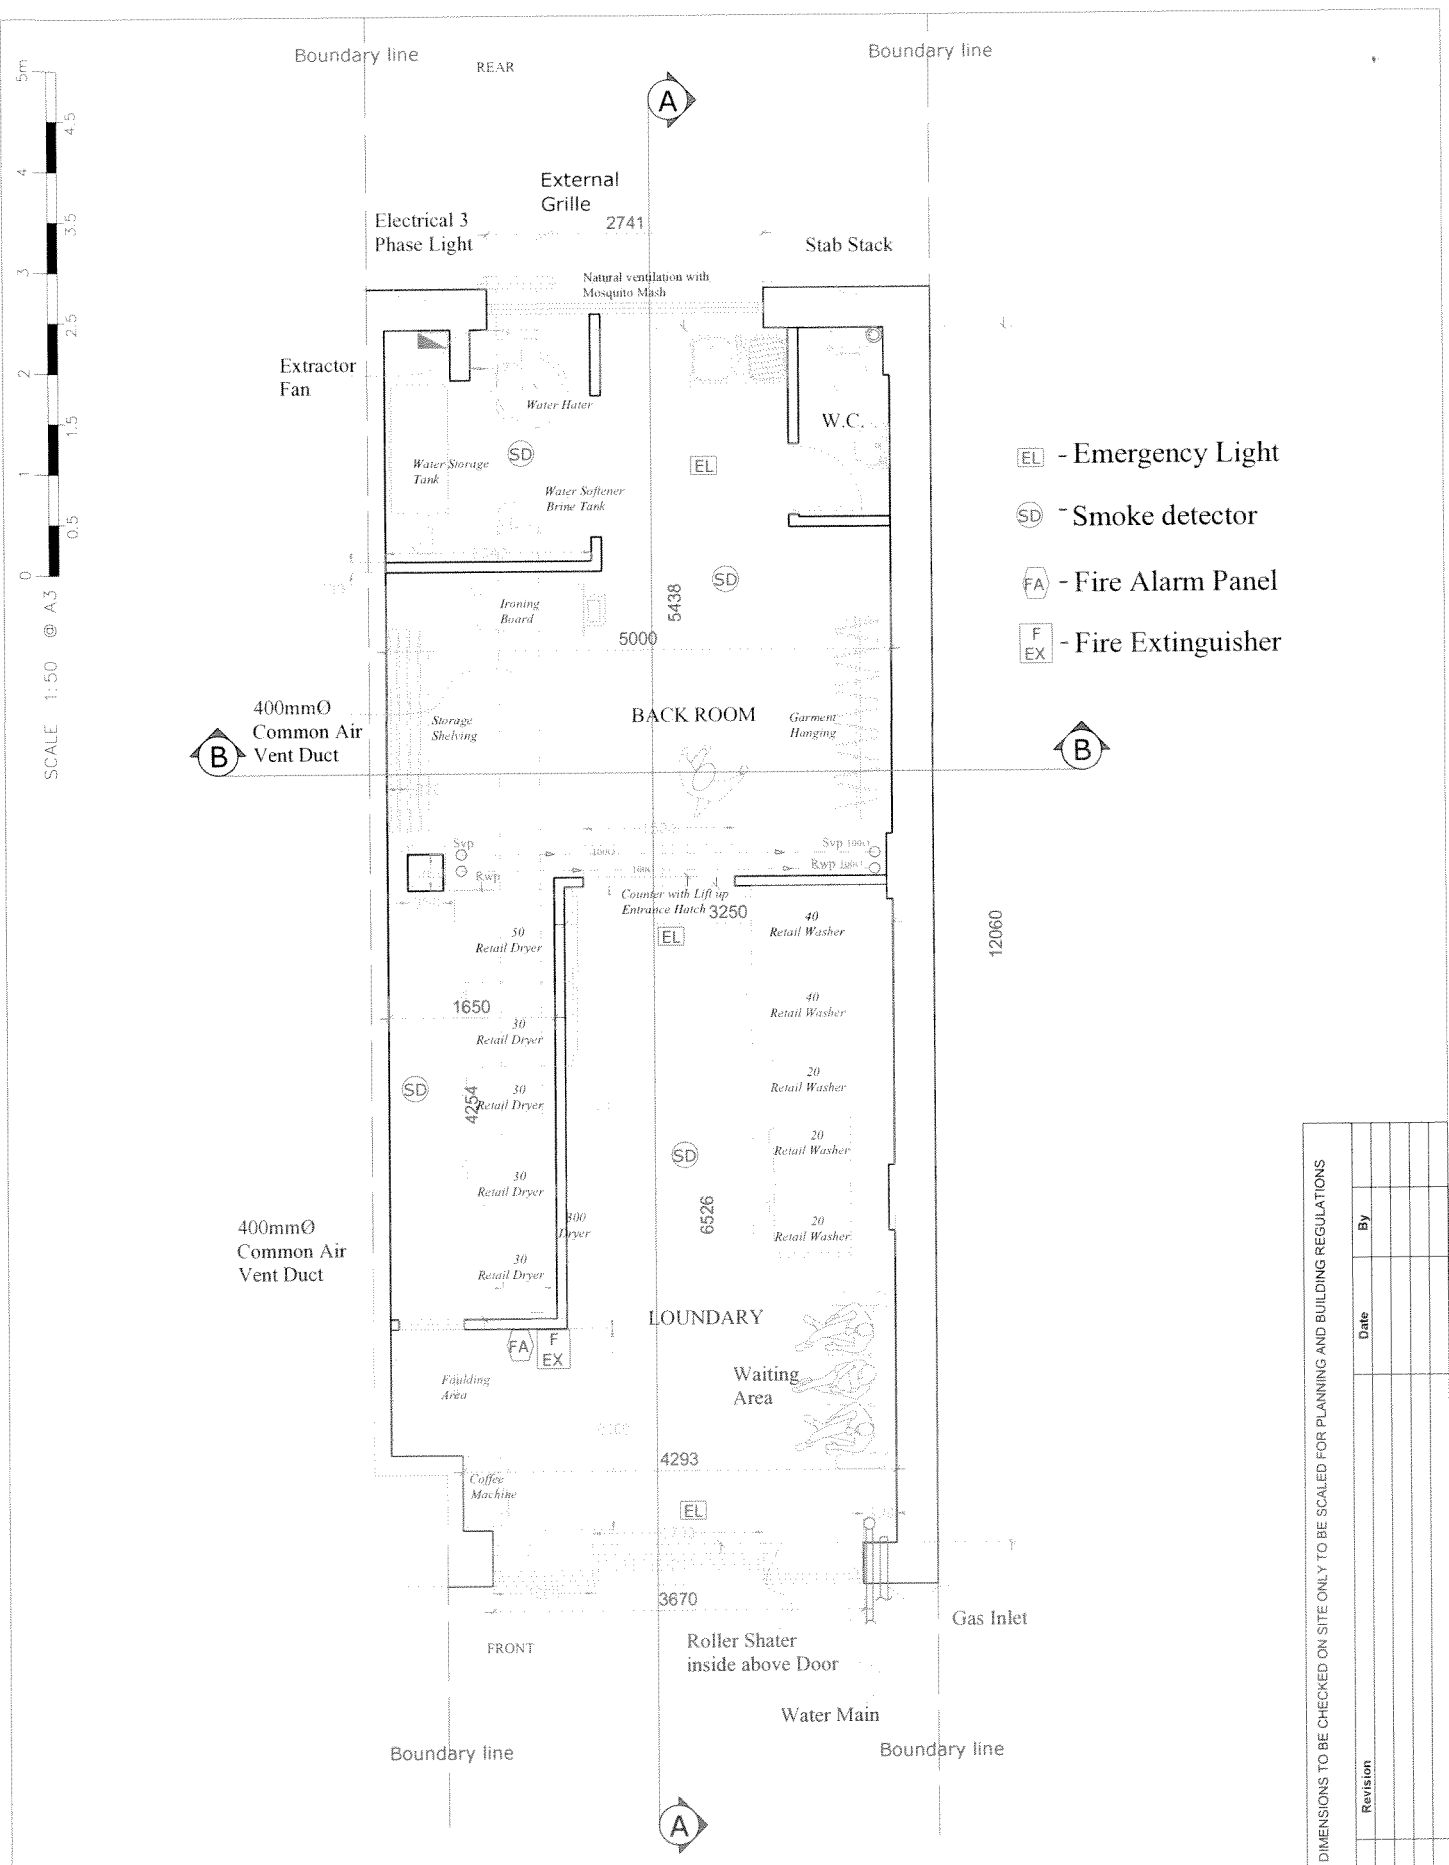 Boundary line
Boundary line
REAR
A
5m
4.5
4
3.5
3
2.5
2
1.5
1
0.5
0
SCALE 1:50 @ A3
External
Grille
2741
Electrical 3
Phase Light
Stab Stack
Natural ventilation with
Mosquito Mash
Extractor
Fan
Water Hater
W.C.
SD
Water Storage
Tank
EL
Water Softener
Brine Tank
EL - Emergency Light
SD - Smoke detector
FA - Fire Alarm Panel
F
EX - Fire Extinguisher
SD
Ironing
Board
5438
5000
400mmØ
Common Air
Vent Duct
Storage
Shelving
BACK ROOM
Garment
Hanging
B
B
Svp
Rwp
Svp
Rwp
Counter with Lift up
Entrance Hatch
3250
EL
12060
50
Retail Dryer
40
Retail Washer
1650
30
Retail Dryer
40
Retail Washer
SD
4254
30
Retail Dryer
20
Retail Washer
SD
20
Retail Washer
30
Retail Dryer
6526
20
Retail Washer
400mmØ
Common Air
Vent Duct
30
Retail Dryer
LOUNDARY
FA
F
EX
Faulding
Area
Waiting
Area
4293
Coffee
Machine
EL
3670
Gas Inlet
FRONT
Roller Shater
inside above Door
Water Main
Boundary line
Boundary line
A
DIMENSIONS TO BE CHECKED ON SITE ONLY TO BE SCALED FOR PLANNING AND BUILDING REGULATIONS
Revision
Date
By